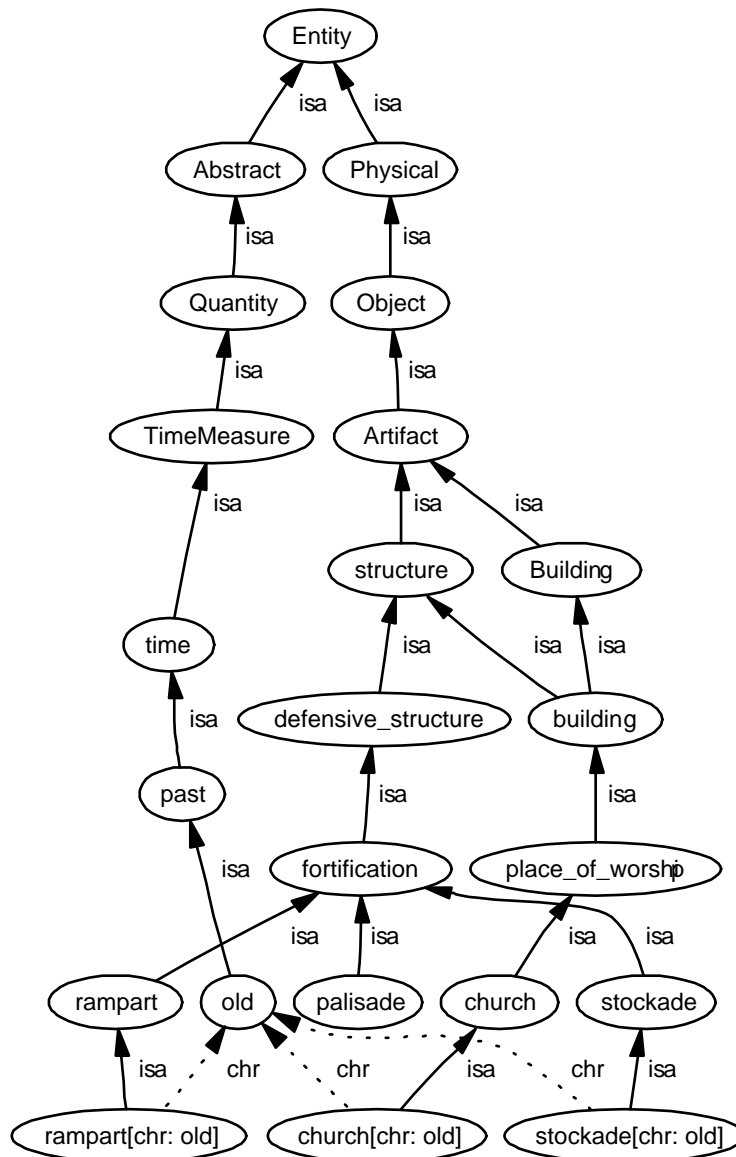 Entity
isa isa
Abstract Physical
isa isa
Quantity Object
isa isa
TimeMeasure Artifact
isa isa isa
structure Building
time isa isa isa
isa defensive_structure building
past isa isa
isa fortification place_of_worship
isa isa isa isa
rampart old palisade church stockade
isa chr chr isa chr isa
rampart[chr: old] church[chr: old] stockade[chr: old]